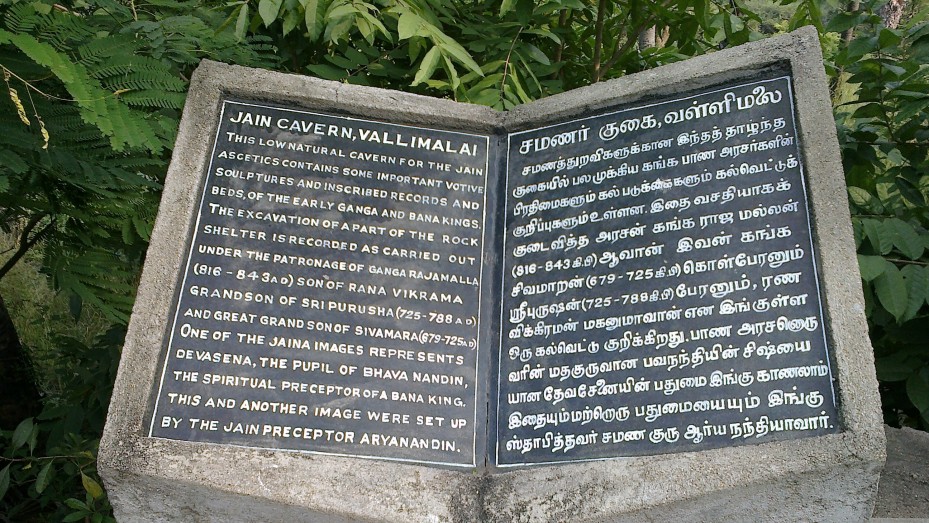 JAIN CAVERN, VALLIMALAI
THIS LOW NATURAL CAVERN FOR THE JAIN
ASCETICS CONTAINS SOME IMPORTANT VOTIVE
SCULPTURES AND INSCRIBED RECORDS AND
BEDS, OF THE EARLY GANGA AND BANA KINGS.
THE EXCAVATION OF A PART OF THE ROCK
SHELTER IS RECORDED AS CARRIED OUT
UNDER THE PATRONAGE OF GANGA RAJAMALLA
(816-843 A D) SON OF RANA VIKRAMA
GRANDSON OF SRI PURUSHA (725-788 A D)
AND GREAT GRAND SON OF SIVAMARA (679-725 A.D)
ONE OF THE JAINA IMAGES REPRESENTS
DEVASENA, THE PUPIL OF BHAVA NANDIN,
THE SPIRITUAL PRECEPTOR OF A BANA KING.
THIS AND ANOTHER IMAGE WERE SET UP
BY THE JAIN PRECEPTOR ARYANANDIN.
சமணர் குகை, வள்ளிமலை
சமணத்துறவிகளுக்கான இந்தத் தாழ்ந்த
குகையில் பல முக்கிய கங்க பாண அரசர்களின்
பிரதிமைகளும் கல் படுக்கைகளும் கல்வெட்டுக்
குறிப்புகளும் உள்ளன. இதை வசதியாகக்
குடைவித்த அரசன் கங்க ராஜ மல்லன்
(816-843 கி.பி) ஆவான் இவன் கங்க
சிவமாறன் (679-725 கி.பி) கொள்பேரனும்
ஸ்ரீபுருஷன் (725-788 கி.பி) பேரனும், ரண
விக்கிரமன் மகனுமாவான் என இங்குள்ள
ஒரு கல்வெட்டு குறிக்கிறது. பாண அரசனொரு
வரின் மதகுருவான பவநந்தியின் சிஷ்யை
யான தேவசேனையின் பதுமை இங்கு காணலாம்
இதையும் மற்றொரு பதுமையையும் இங்கு
ஸ்தாபித்தவர் சமண குரு ஆர்ய நந்தியாவார்.